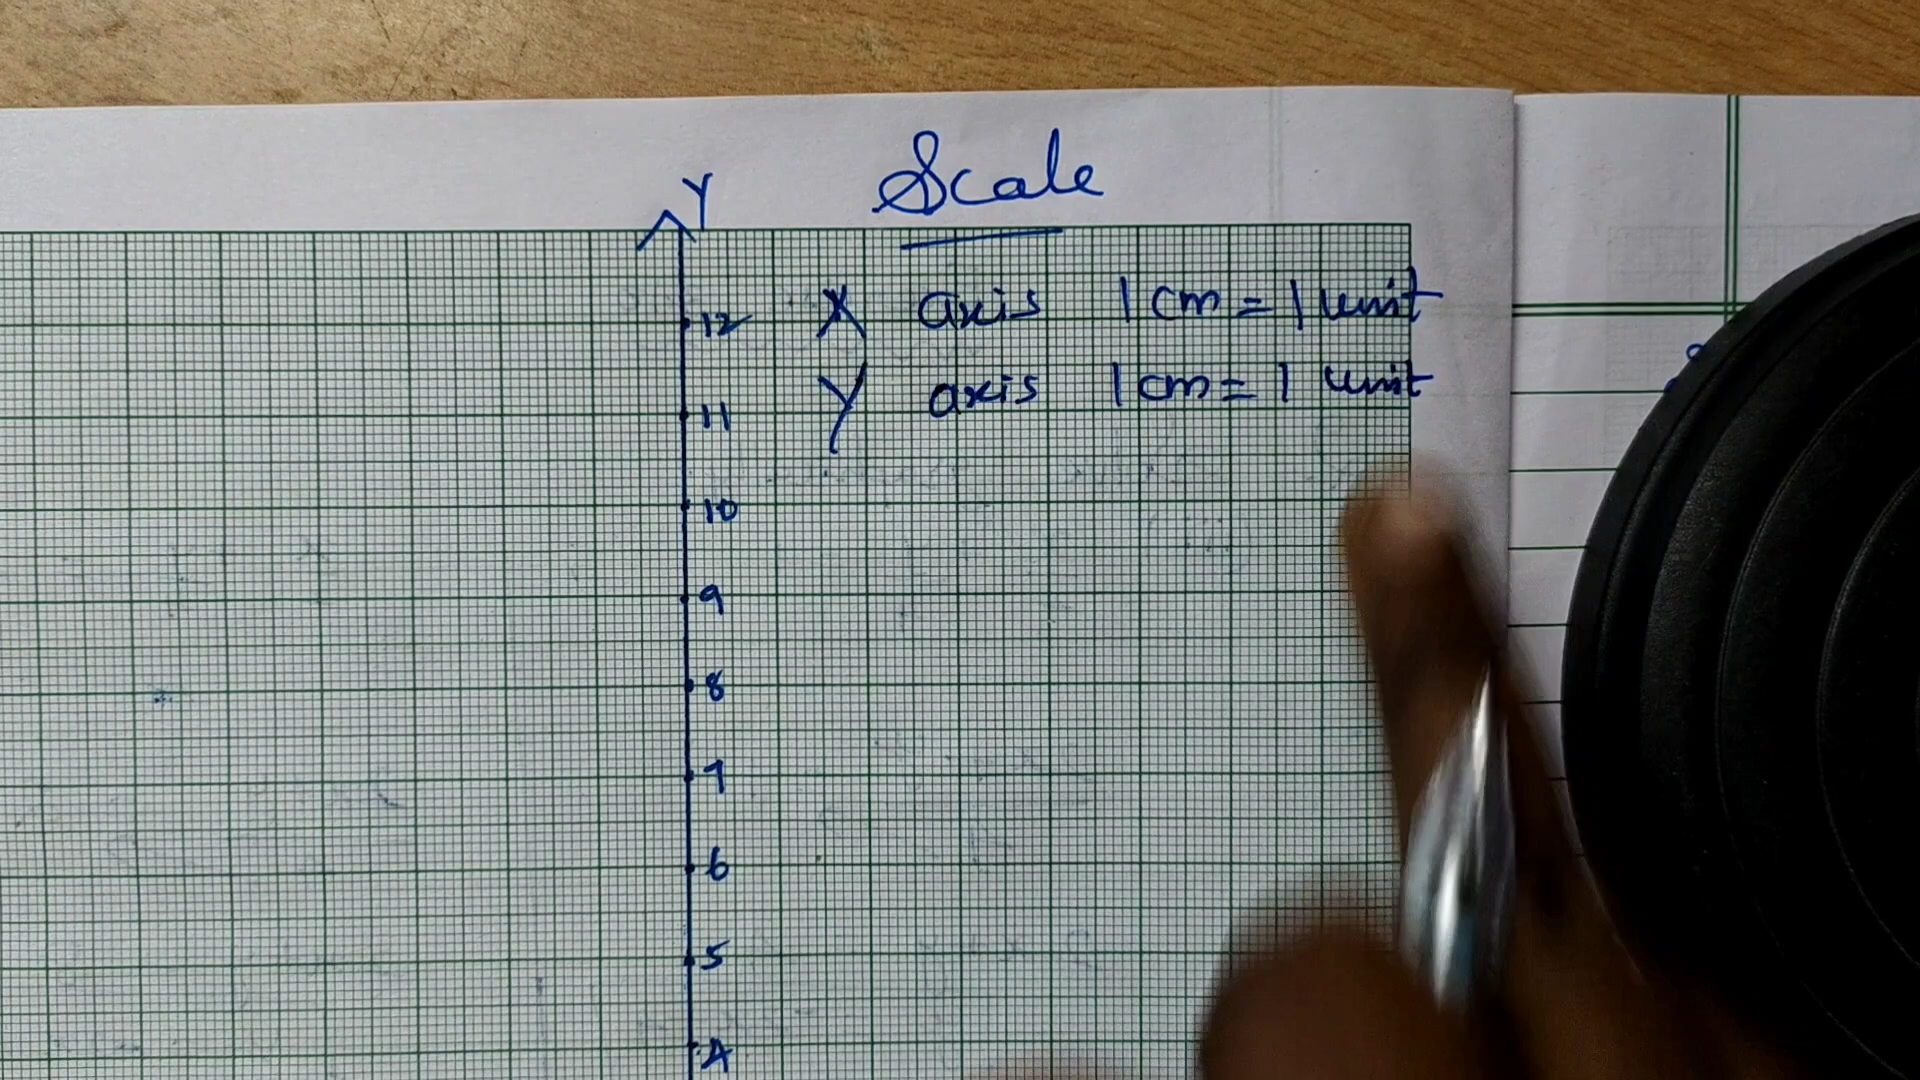 Scale
Y
X axis 1 cm = 1 unit
Y axis 1 cm = 1 unit
12
11
10
9
8
7
6
5
4